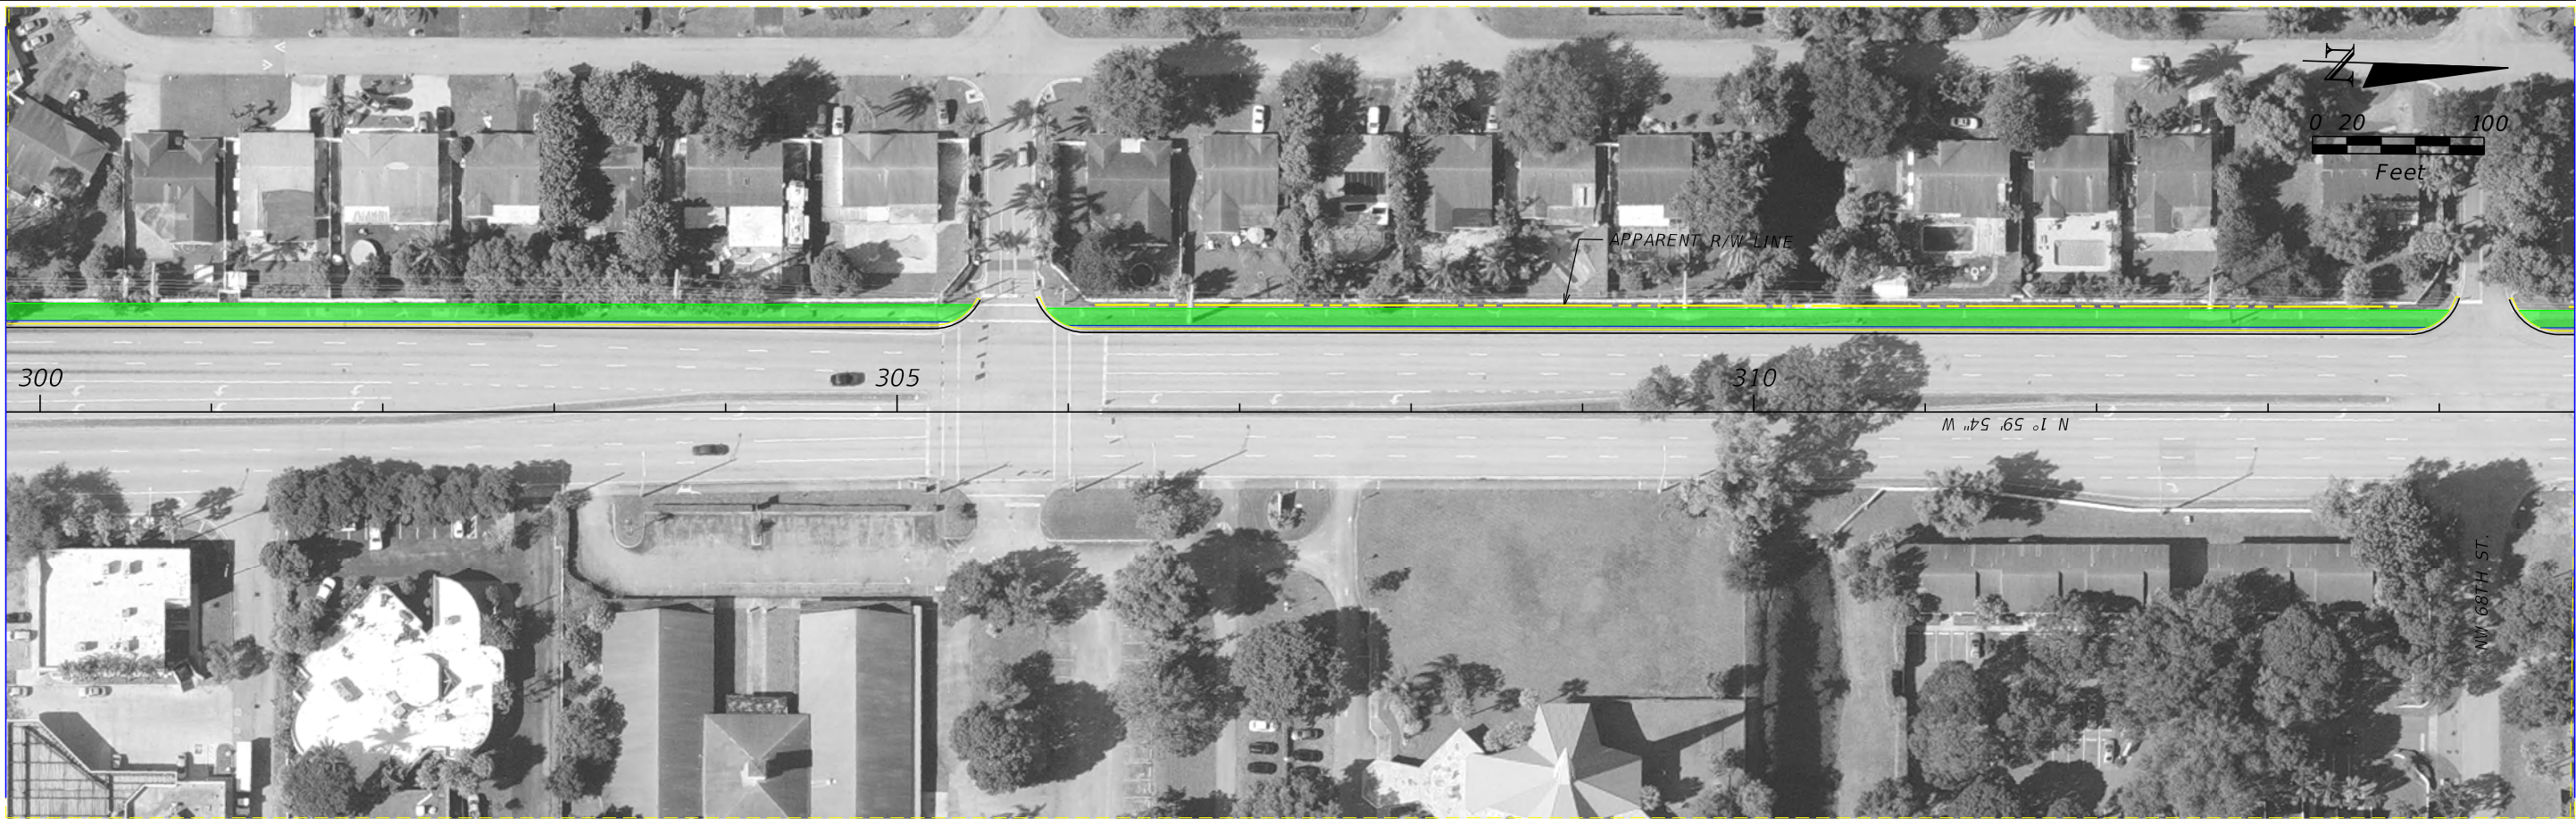 N
0 20 100
Feet
APPARENT R/W LINE
300 305 310
N 1° 59' 54" W
NW 68TH ST.